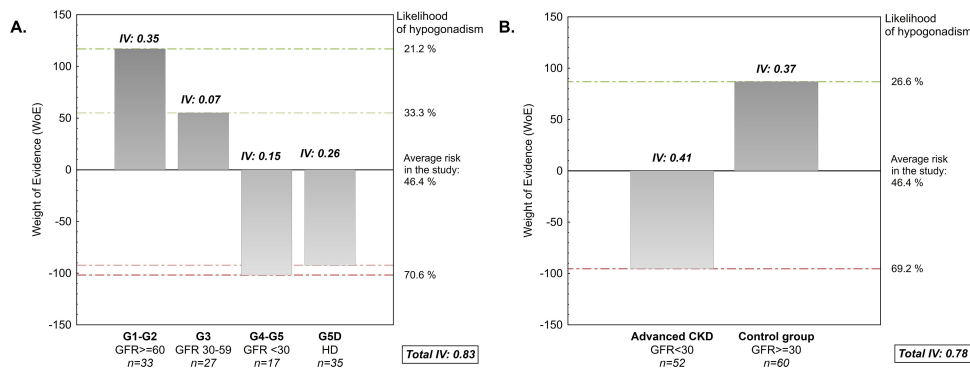 A.
Weight of Evidence (WoE)
150
100
50
0
-50
-100
-150
IV: 0.35
IV: 0.07
IV: 0.15
IV: 0.26
Likelihood
of hypogonadism
21.2 %
33.3 %
Average risk
in the study:
46.4 %
70.6 %
G1-G2
GFR>=60
n=33
G3
GFR 30-59
n=27
G4-G5
GFR <30
n=17
G5D
HD
n=35
Total IV: 0.83
B.
Weight of Evidence (WoE)
150
100
50
0
-50
-100
-150
IV: 0.41
IV: 0.37
Likelihood
of hypogonadism
26.6 %
Average risk
in the study:
46.4 %
69.2 %
Advanced CKD
GFR<30
n=52
Control group
GFR>=30
n=60
Total IV: 0.78